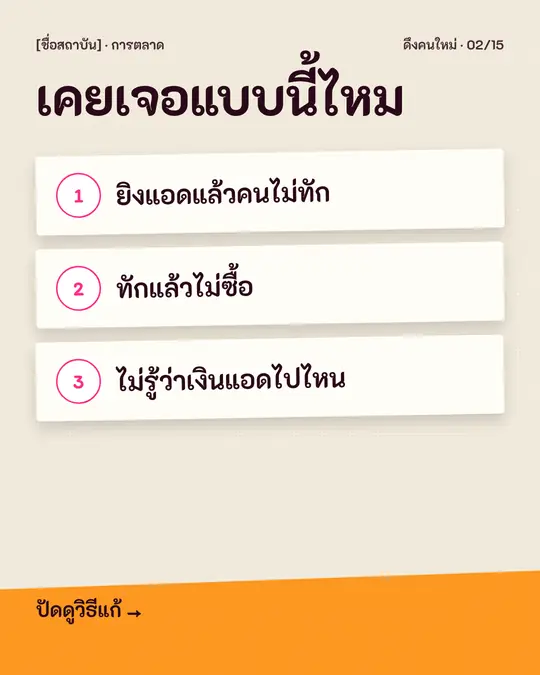 [ชื่อสถาบัน] · การตลาด
ดึงคนใหม่ · 02/15
เคยเจอแบบนี้ไหม
1 ยิงแอดแล้วคนไม่ทัก
2 ทักแล้วไม่ซื้อ
3 ไม่รู้ว่าเงินแอดไปไหน
ปัดดูวิธีแก้ →